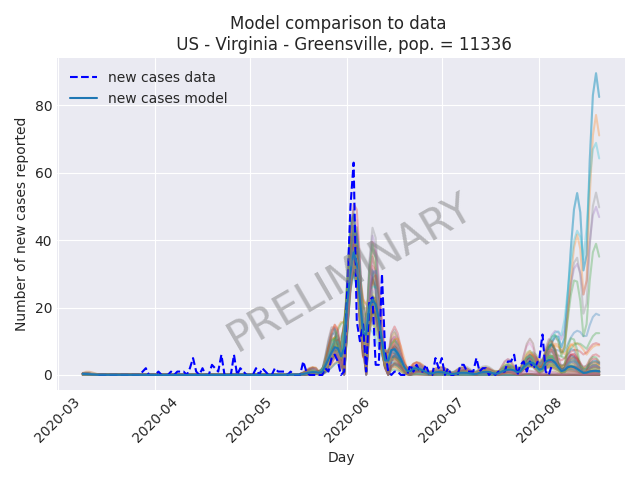 Model comparison to data
US - Virginia - Greensville, pop. = 11336
new cases data
new cases model
Number of new cases reported
80
60
40
20
0
PRELIMINARY
2020-03
2020-04
2020-05
2020-06
2020-07
2020-08
Day